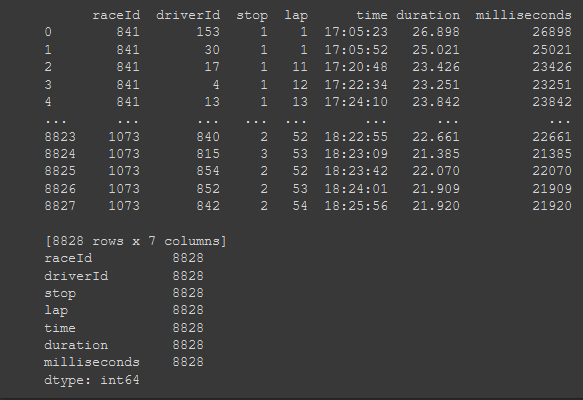 raceId driverId stop lap time duration milliseconds
0 841 153 1 1 17:05:23 26.898 26898
1 841 30 1 1 17:05:52 25.021 25021
2 841 17 1 11 17:20:48 23.426 23426
3 841 4 1 12 17:22:34 23.251 23251
4 841 13 1 13 17:24:10 23.842 23842
... ... ... ... ... ... ... ...
8823 1073 840 2 52 18:22:55 22.661 22661
8824 1073 815 3 53 18:23:09 21.385 21385
8825 1073 854 2 52 18:23:42 22.070 22070
8826 1073 852 2 53 18:24:01 21.909 21909
8827 1073 842 2 54 18:25:56 21.920 21920
[8828 rows x 7 columns]
raceId 8828
driverId 8828
stop 8828
lap 8828
time 8828
duration 8828
milliseconds 8828
dtype: int64